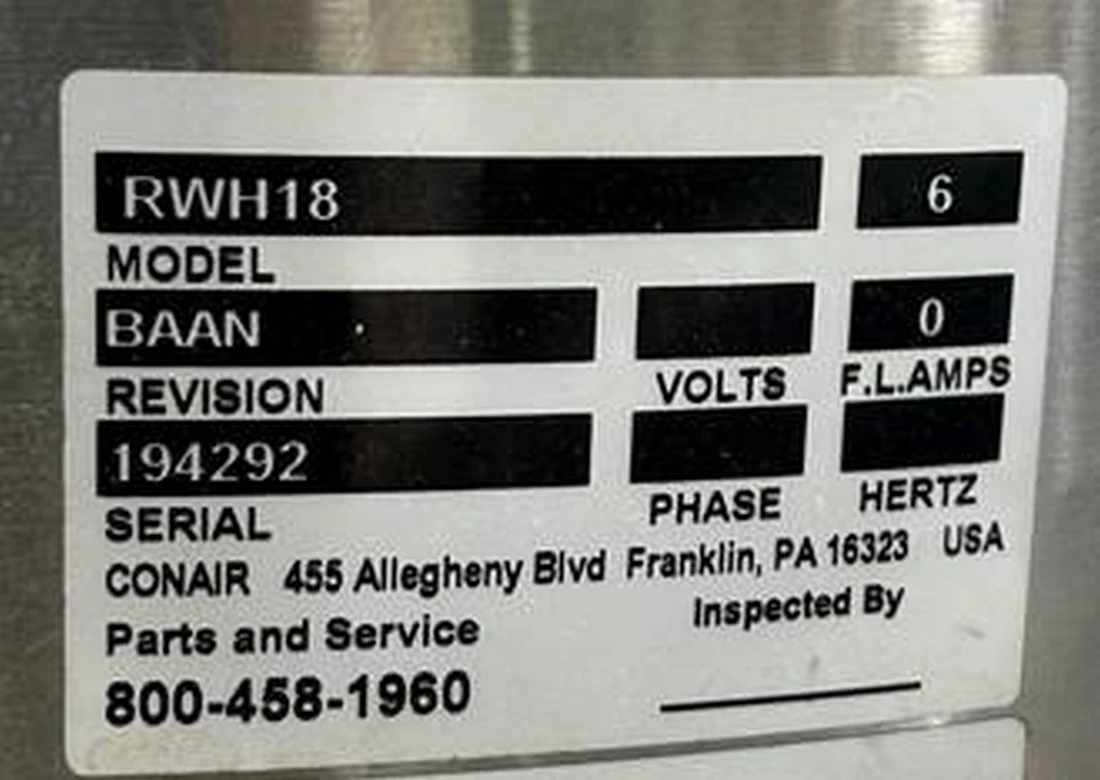 RWH18 6
MODEL
BAAN 0
REVISION VOLTS F.L.AMPS
194292
SERIAL PHASE HERTZ
CONAIR 455 Allegheny Blvd Franklin, PA 16323 USA
Parts and Service Inspected By
800-458-1960